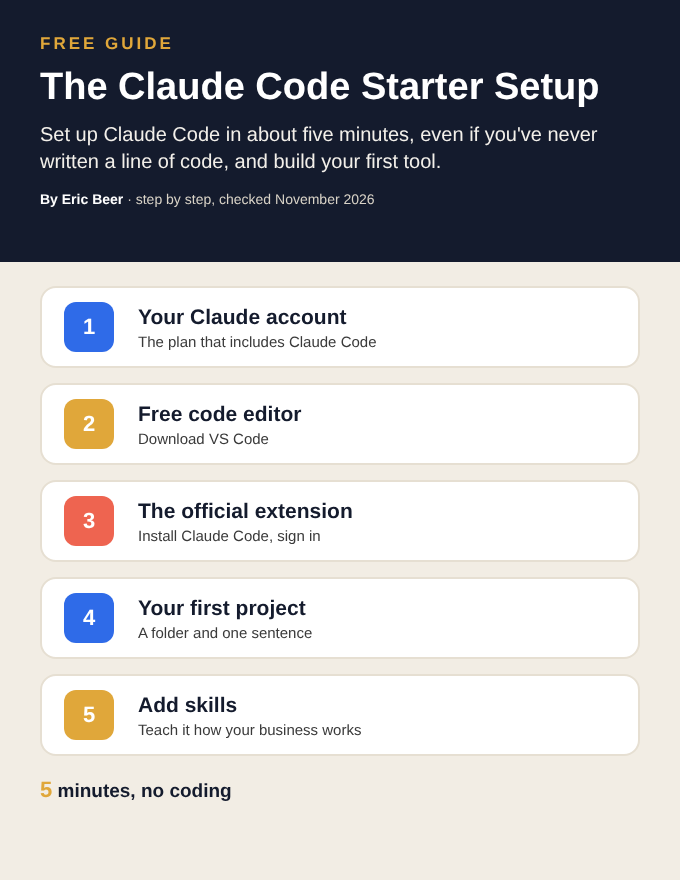 FREE GUIDE
The Claude Code Starter Setup
Set up Claude Code in about five minutes, even if you've never
written a line of code, and build your first tool.
By Eric Beer · step by step, checked November 2026
1
Your Claude account
The plan that includes Claude Code
2
Free code editor
Download VS Code
3
The official extension
Install Claude Code, sign in
4
Your first project
A folder and one sentence
5
Add skills
Teach it how your business works
5 minutes, no coding